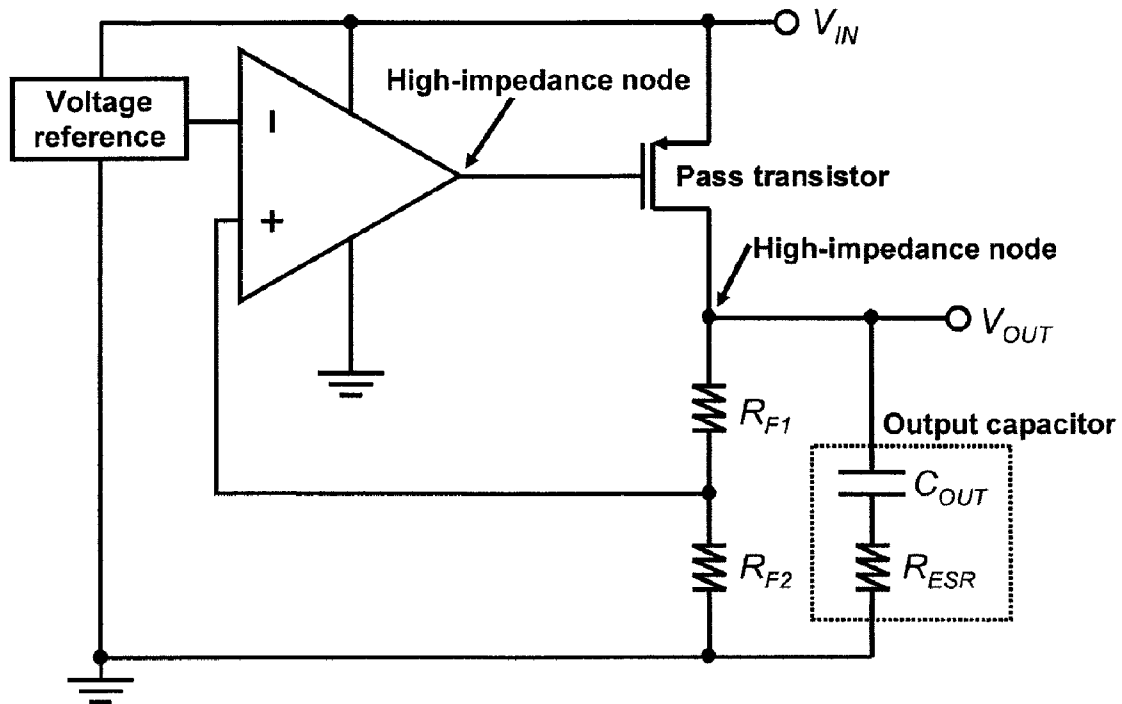 V_IN
High-impedance node
Voltage
reference
-
+
Pass transistor
High-impedance node
V_OUT
R_F1
Output capacitor
C_OUT
R_F2
R_ESR